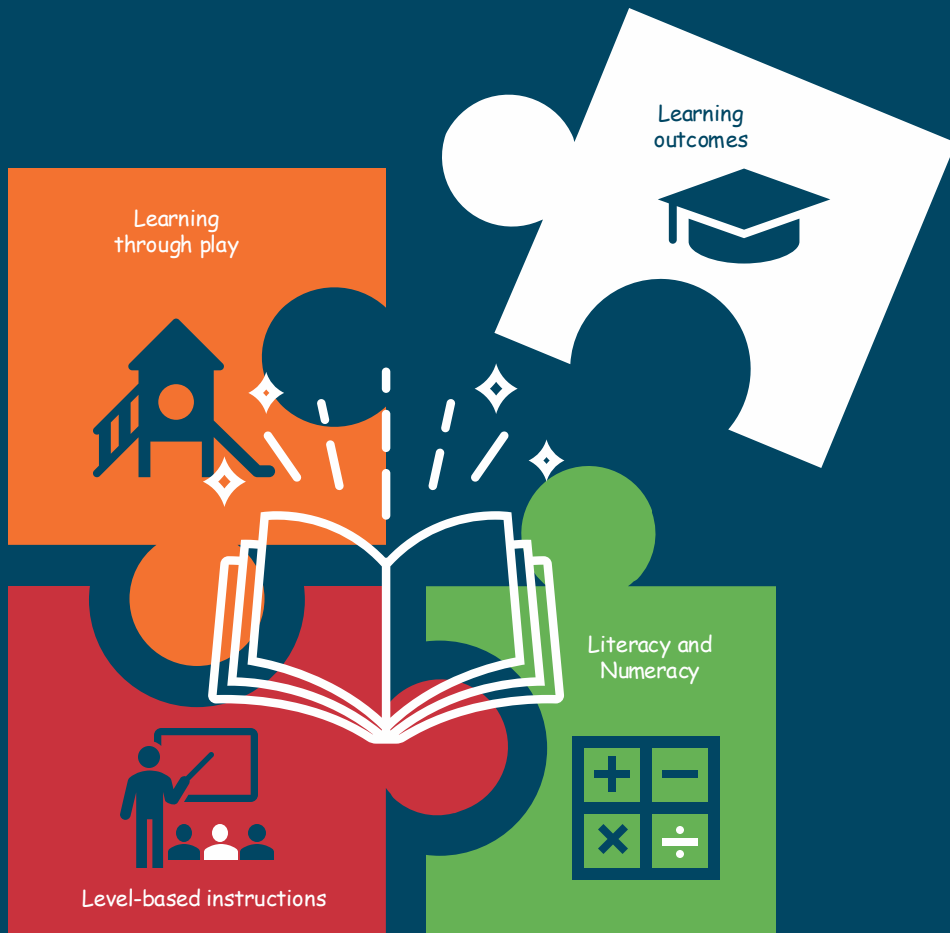 Learning
outcomes
Learning
through play
Literacy and
Numeracy
Level-based instructions